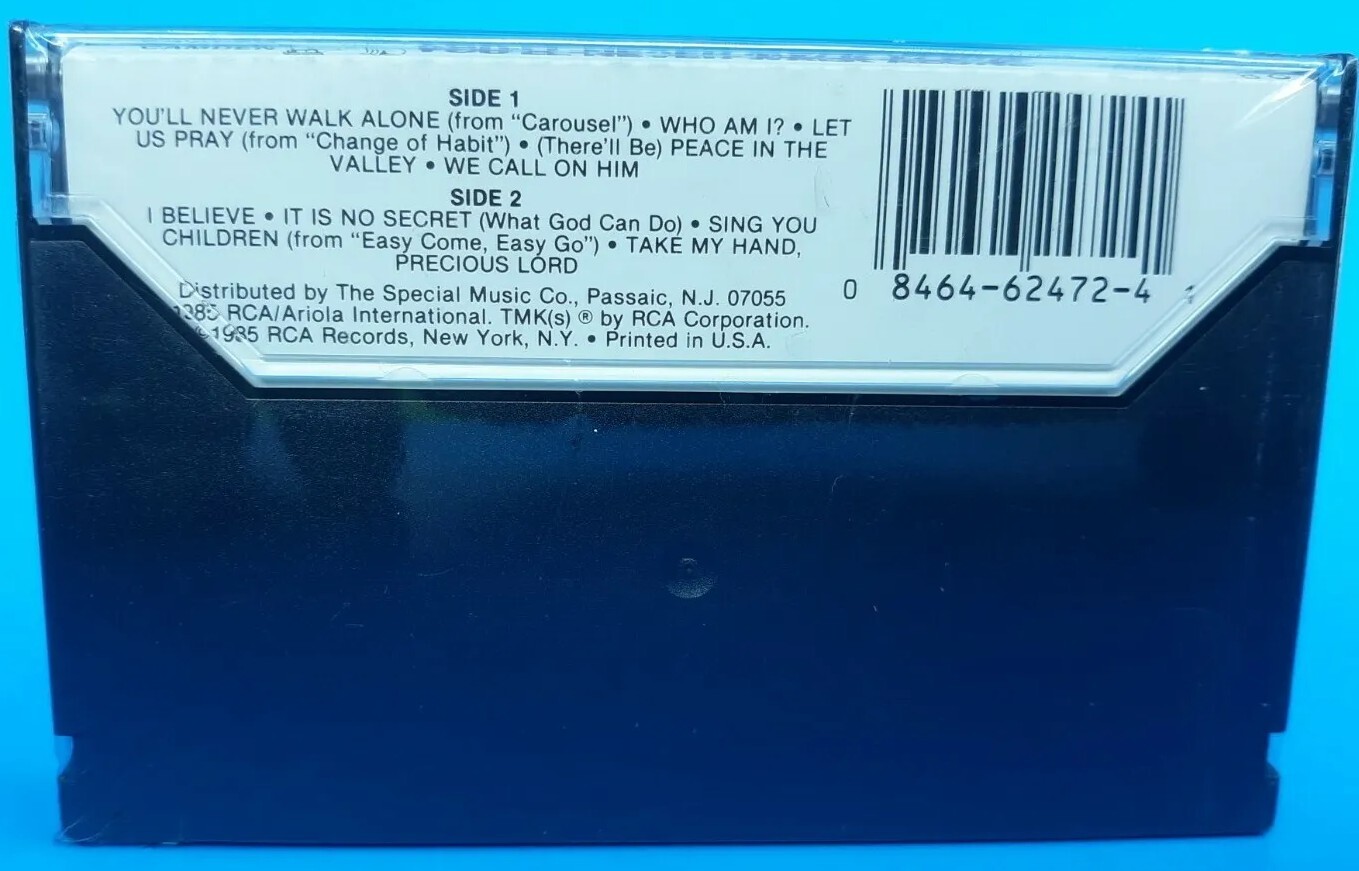 SIDE 1
YOU'LL NEVER WALK ALONE (from "Carousel") • WHO AM I? • LET
US PRAY (from "Change of Habit") • (There'll Be) PEACE IN THE
VALLEY • WE CALL ON HIM
SIDE 2
I BELIEVE • IT IS NO SECRET (What God Can Do) • SING YOU
CHILDREN (from "Easy Come, Easy Go") • TAKE MY HAND,
PRECIOUS LORD
Distributed by The Special Music Co., Passaic, N.J. 07055
1985 RCA/Ariola International. TMK(s) ® by RCA Corporation.
©1985 RCA Records, New York, N.Y. • Printed in U.S.A.
0 8464-62472-4